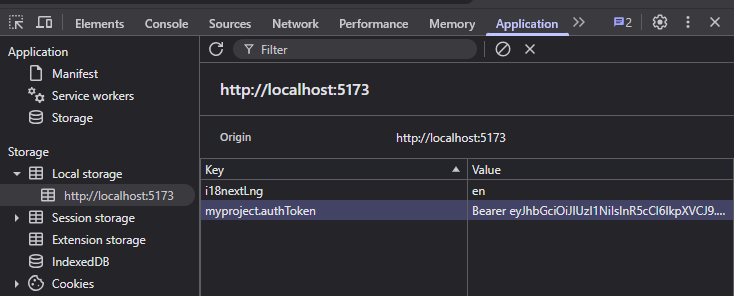 Elements Console Sources Network Performance Memory Application 2
Application
Manifest
Service workers
Storage
Storage
Local storage
http://localhost:5173
Session storage
Extension storage
IndexedDB
Cookies
Filter
http://localhost:5173
Origin http://localhost:5173
Key Value
i18nextLng en
myproject.authToken Bearer eyJhbGciOiJIUzI1NiIsInR5cCI6IkpXVCJ9....